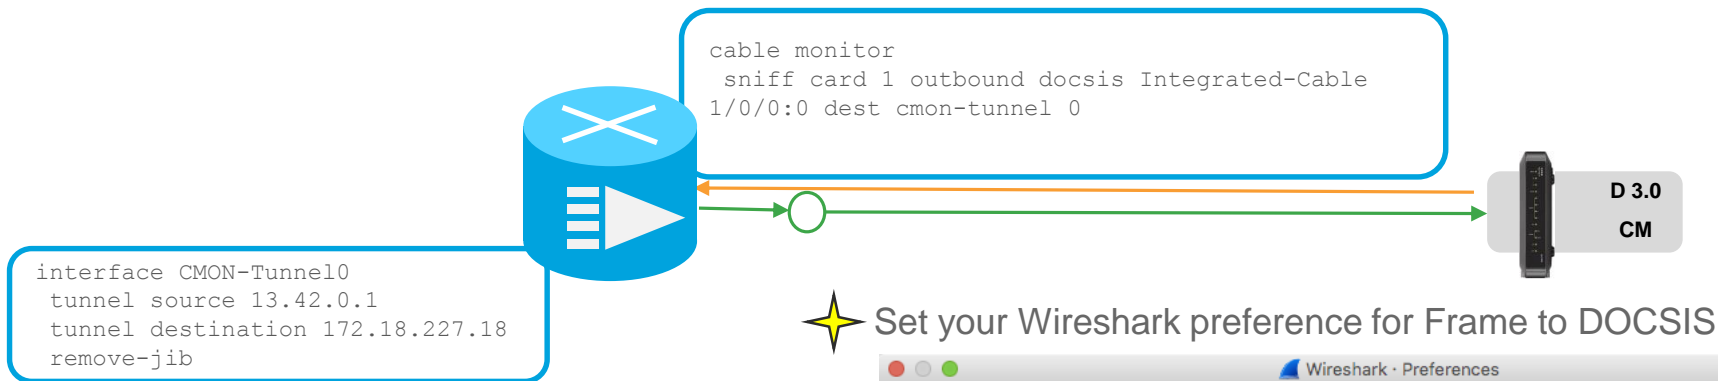 cable monitor
sniff card 1 outbound docsis Integrated-Cable
1/0/0:0 dest cmon-tunnel 0
D 3.0
CM
interface CMON-Tunnel0
tunnel source 13.42.0.1
tunnel destination 172.18.227.18
remove-jib
Set your Wireshark preference for Frame to DOCSIS
Wireshark · Preferences